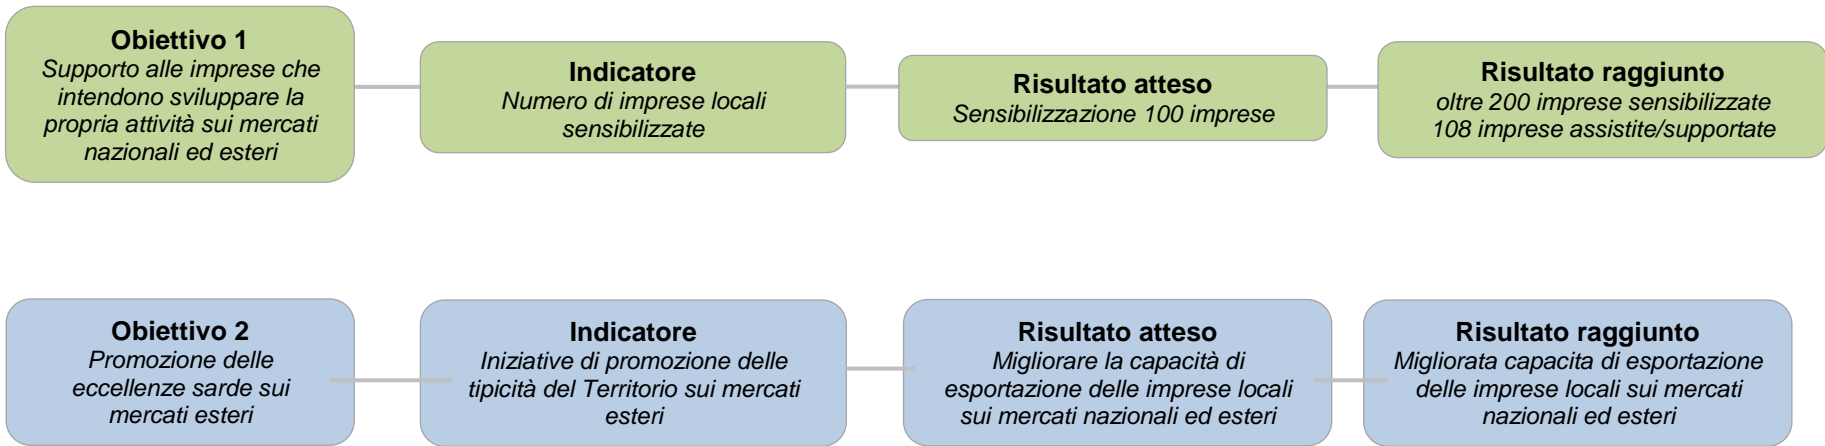 Obiettivo 1
Supporto alle imprese che
intendono sviluppare la
propria attività sui mercati
nazionali ed esteri
Indicatore
Numero di imprese locali
sensibilizzate
Risultato atteso
Sensibilizzazione 100 imprese
Risultato raggiunto
oltre 200 imprese sensibilizzate
108 imprese assistite/supportate
Obiettivo 2
Promozione delle
eccellenze sarde sui
mercati esteri
Indicatore
Iniziative di promozione delle
tipicità del Territorio sui mercati
esteri
Risultato atteso
Migliorare la capacità di
esportazione delle imprese locali
sui mercati nazionali ed esteri
Risultato raggiunto
Migliorata capacita di esportazione
delle imprese locali sui mercati
nazionali ed esteri